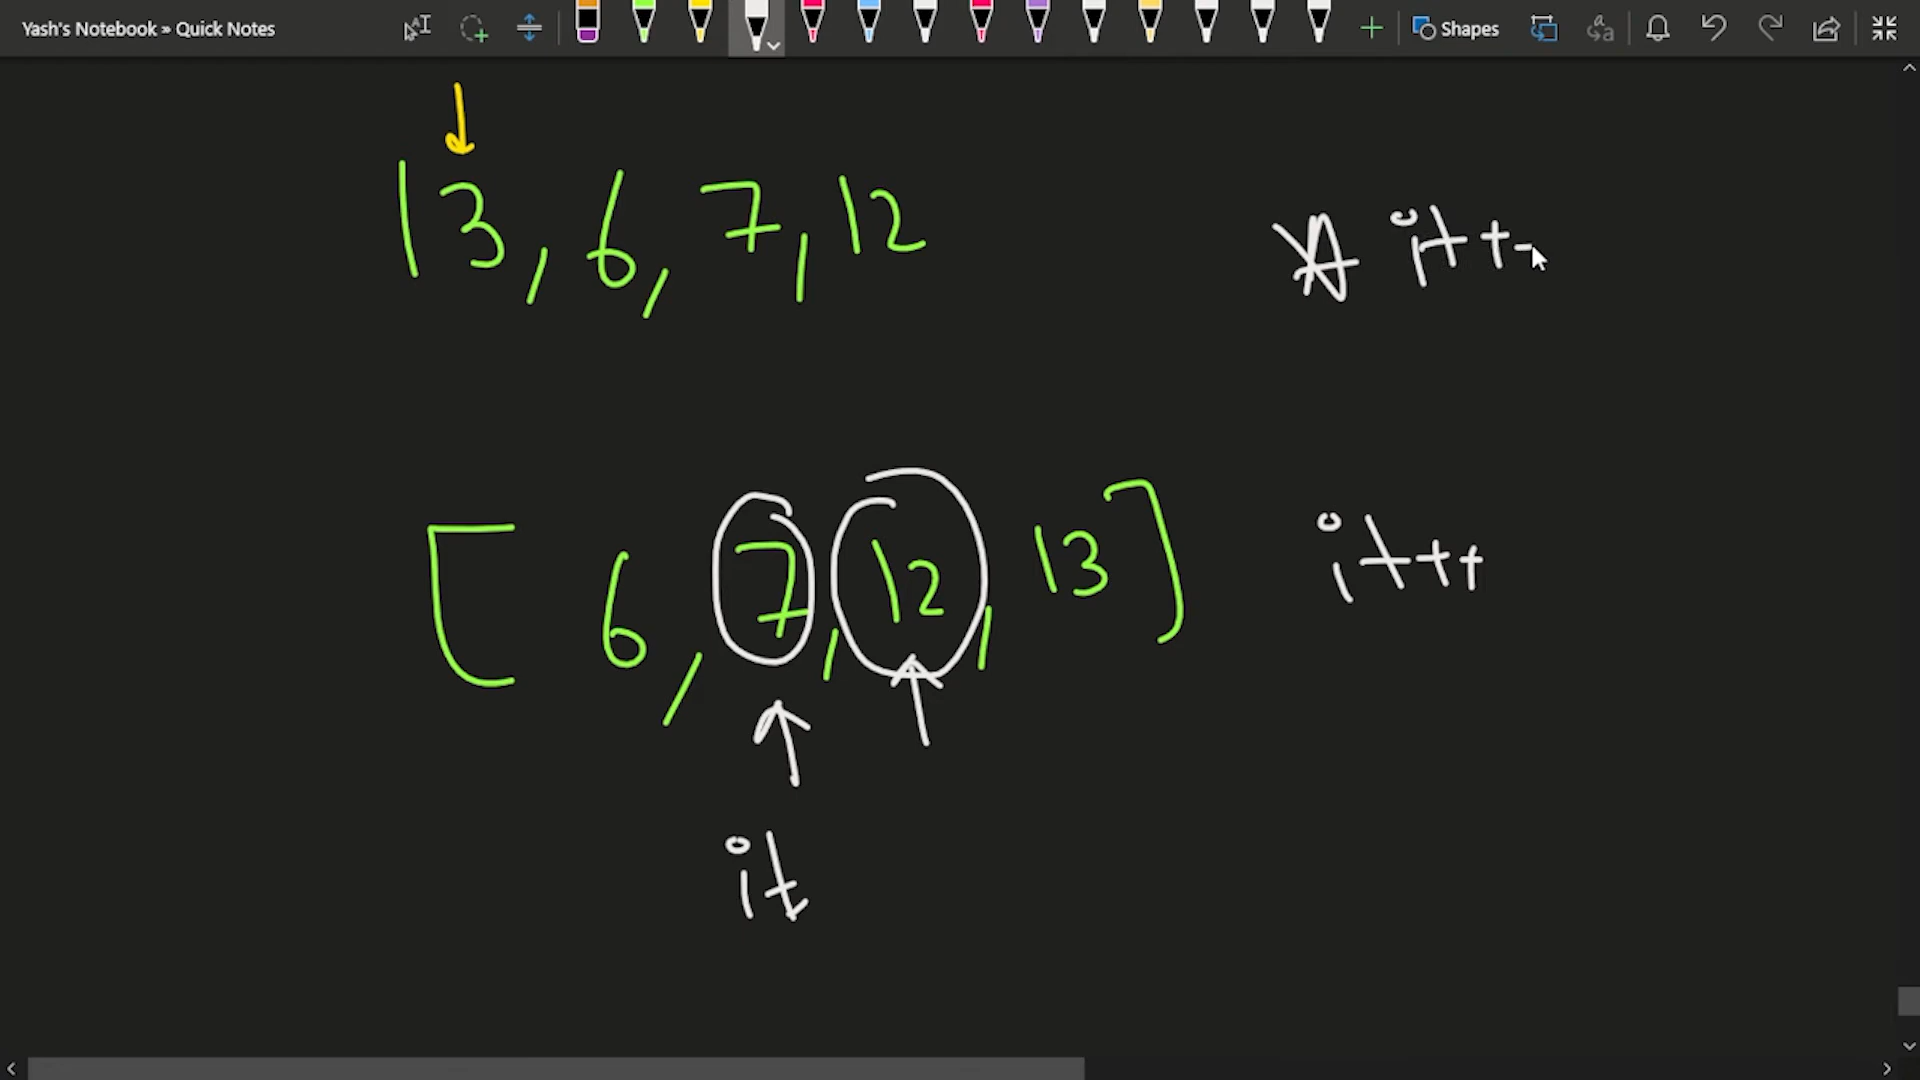 Yash's Notebook » Quick Notes
Shapes
13, 6, 7, 12
* it+-
[ 6, 7, 12, 13 ]
it++
it